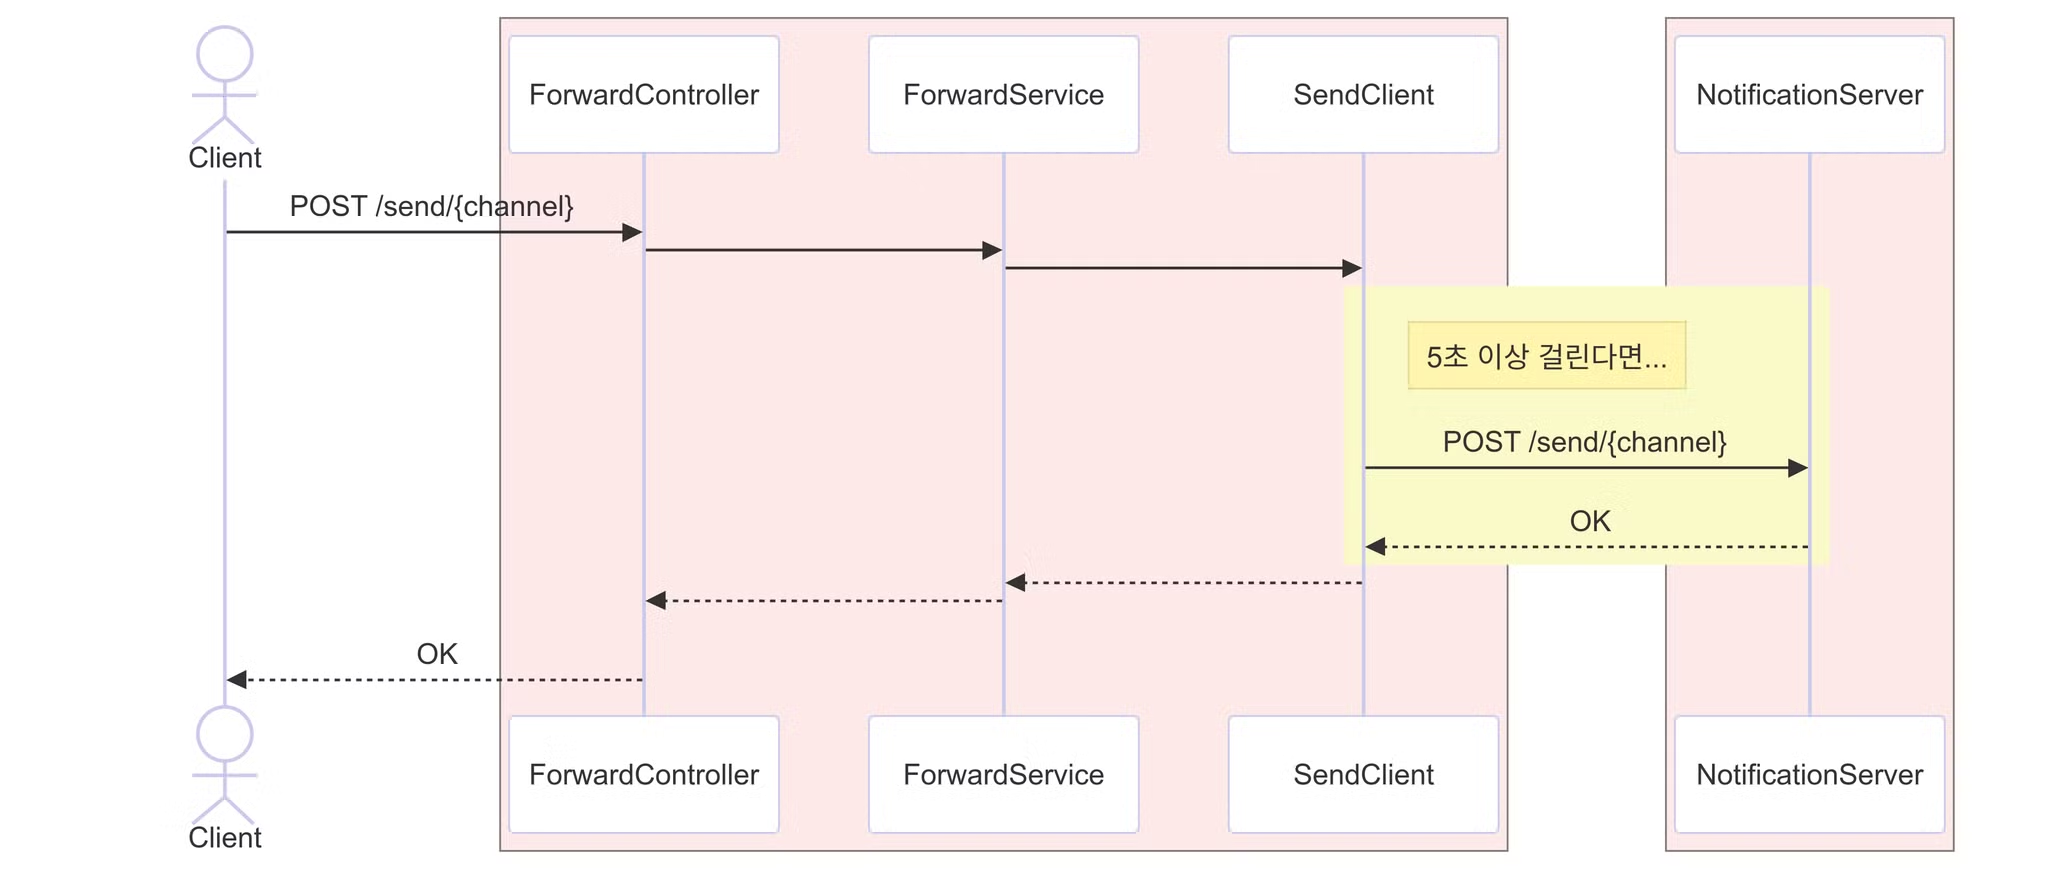 ForwardController
ForwardService
SendClient
NotificationServer
Client
POST /send/{channel}
5초 이상 걸린다면...
POST /send/{channel}
OK
OK
ForwardController
ForwardService
SendClient
NotificationServer
Client